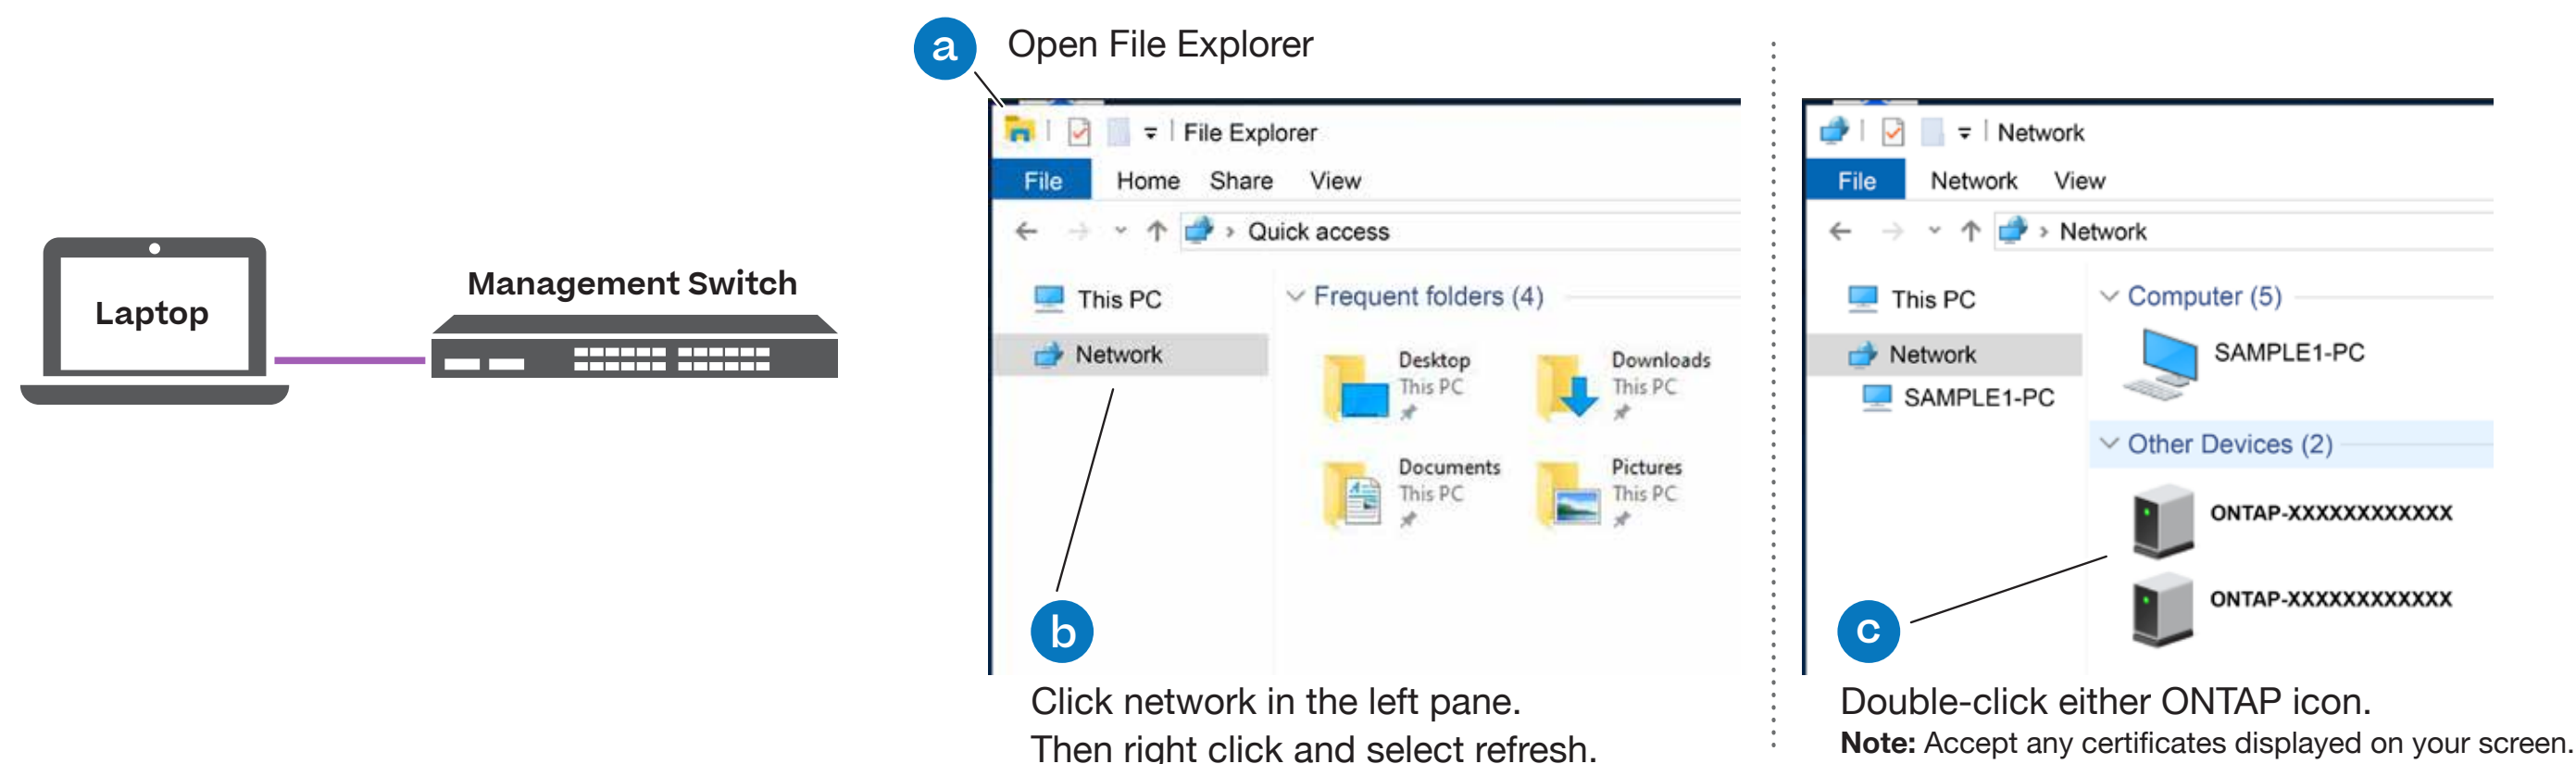 Laptop
Management Switch
a
Open File Explorer
File Explorer
File Home Share View
Quick access
This PC
Network
Frequent folders (4)
Desktop
This PC
Downloads
This PC
Documents
This PC
Pictures
This PC
b
Click network in the left pane.
Then right click and select refresh.
Network
File Network View
Network
This PC
Network
SAMPLE1-PC
Computer (5)
SAMPLE1-PC
Other Devices (2)
ONTAP-XXXXXXXXXXXX
ONTAP-XXXXXXXXXXXX
c
Double-click either ONTAP icon.
Note: Accept any certificates displayed on your screen.